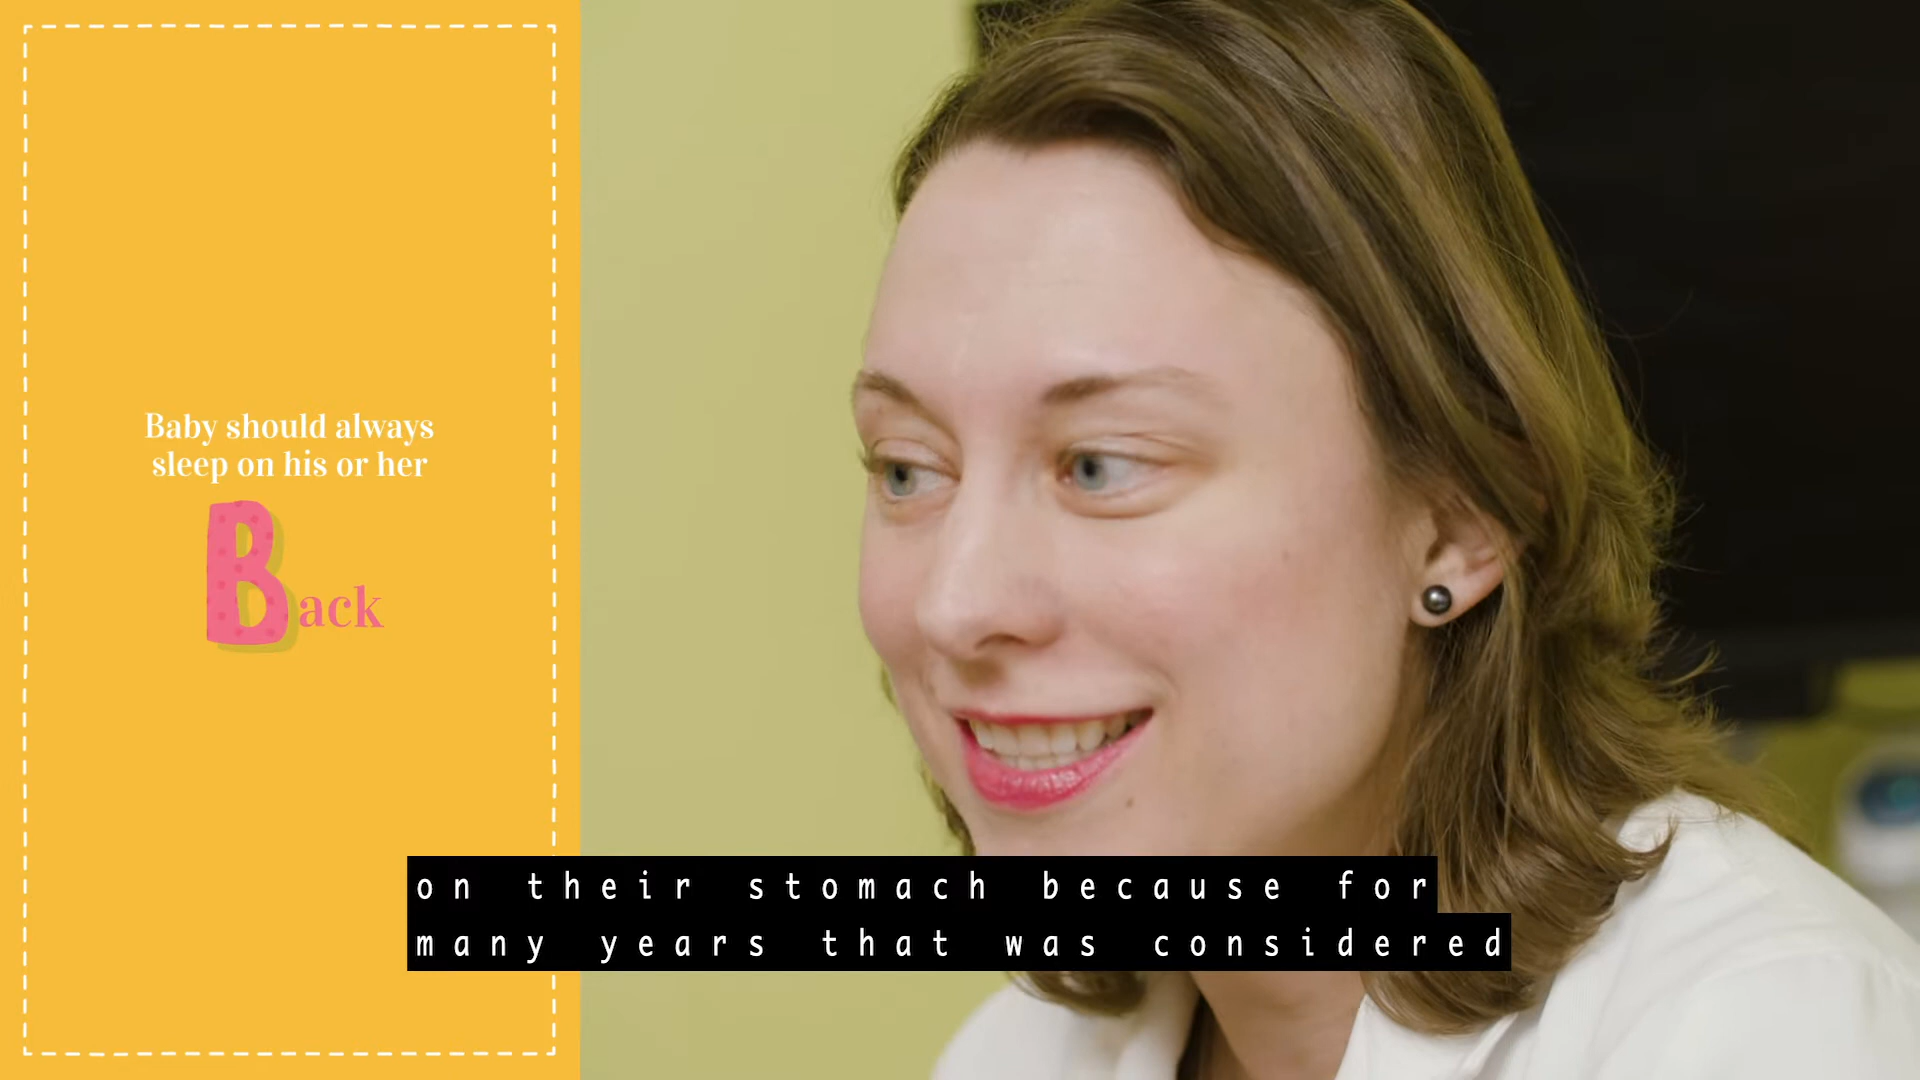 Baby should always
sleep on his or her
Back
on their stomach because for
many years that was considered